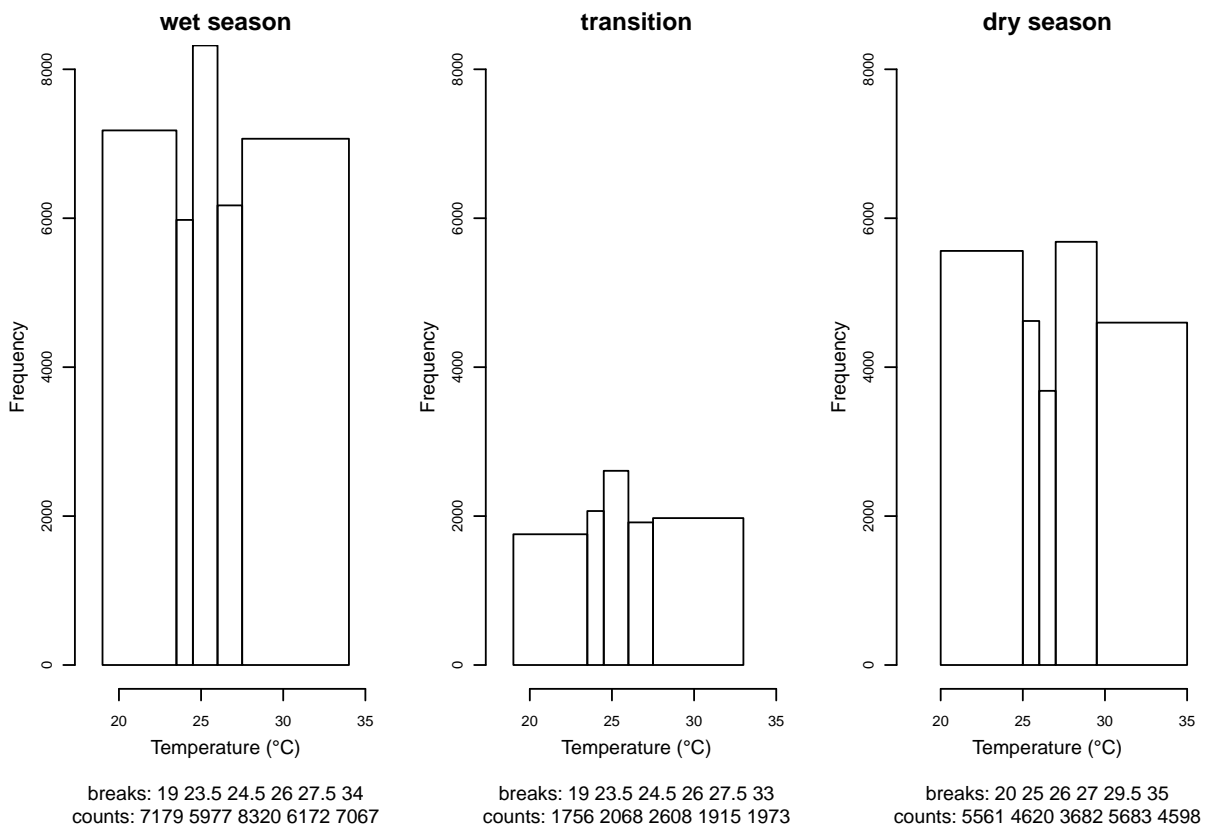 wet season
8000
6000
4000
2000
0
Frequency
20 25 30 35
Temperature (°C)
breaks: 19 23.5 24.5 26 27.5 34
counts: 7179 5977 8320 6172 7067
transition
8000
6000
4000
2000
0
Frequency
20 25 30 35
Temperature (°C)
breaks: 19 23.5 24.5 26 27.5 33
counts: 1756 2068 2608 1915 1973
dry season
8000
6000
4000
2000
0
Frequency
20 25 30 35
Temperature (°C)
breaks: 20 25 26 27 29.5 35
counts: 5561 4620 3682 5683 4598